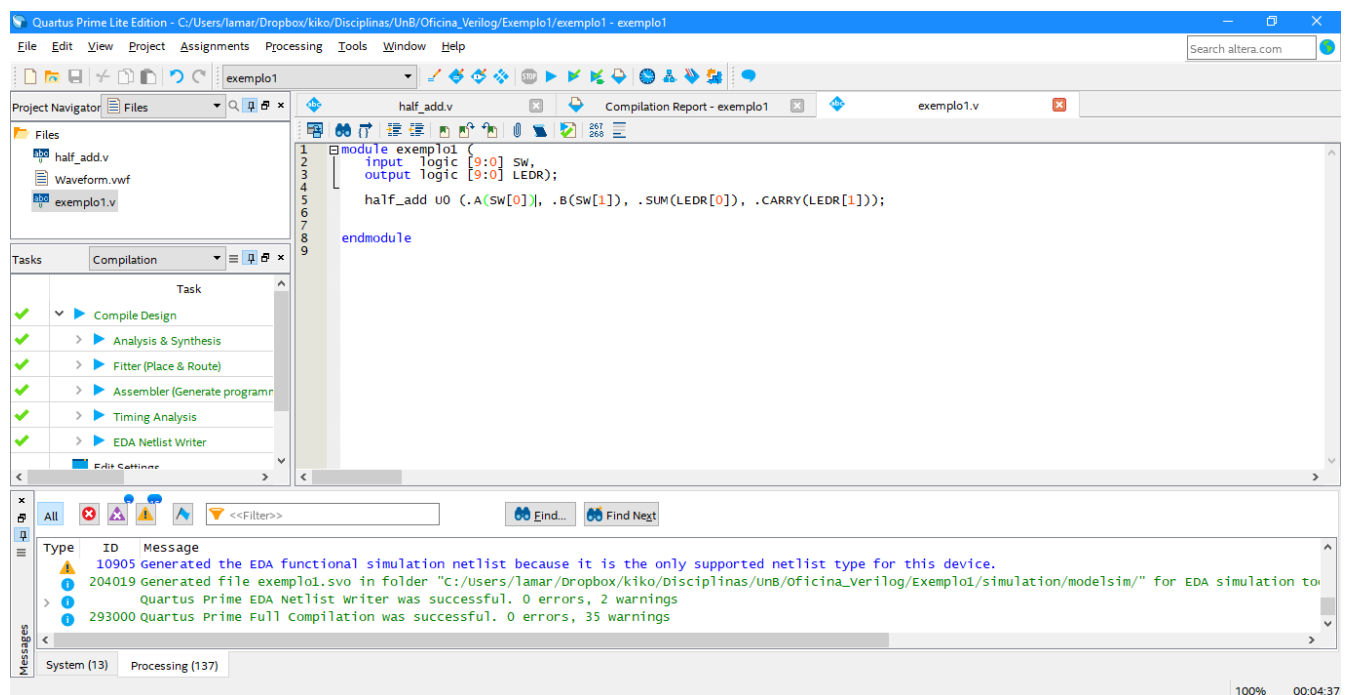 Quartus Prime Lite Edition - C:/Users/lamar/Dropbox/kiko/Disciplinas/UnB/Oficina_Verilog/Exemplo1/exemplo1 - exemplo1
File Edit View Project Assignments Processing Tools Window Help
Search altera.com
exemplo1
Project Navigator Files
half_add.v
Compilation Report - exemplo1
exemplo1.v
Files
half_add.v
Waveform.vwf
exemplo1.v
267
268
1 module exemplo1 (
2 input logic [9:0] SW,
3 output logic [9:0] LEDR);
4
5 half_add U0 (.A(SW[0]), .B(SW[1]), .SUM(LEDR[0]), .CARRY(LEDR[1]));
6
7
8 endmodule
9
Tasks Compilation
Task
Compile Design
Analysis & Synthesis
Fitter (Place & Route)
Assembler (Generate programm
Timing Analysis
EDA Netlist Writer
Edit Settings
All
<<Filter>>
Find...
Find Next
Type ID Message
10905 Generated the EDA functional simulation netlist because it is the only supported netlist type for this device.
204019 Generated file exemplo1.svo in folder "C:/Users/lamar/Dropbox/kiko/Disciplinas/UnB/Oficina_Verilog/Exemplo1/simulation/modelsim/" for EDA simulation too
Quartus Prime EDA Netlist Writer was successful. 0 errors, 2 warnings
293000 Quartus Prime Full Compilation was successful. 0 errors, 35 warnings
Messages
System (13) Processing (137)
100% 00:04:37